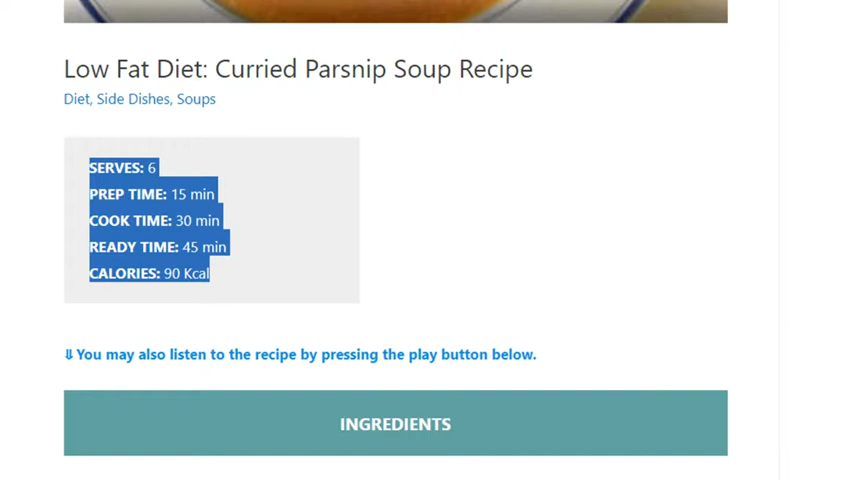 Low Fat Diet: Curried Parsnip Soup Recipe
Diet, Side Dishes, Soups
SERVES: 6
PREP TIME: 15 min
COOK TIME: 30 min
READY TIME: 45 min
CALORIES: 90 Kcal
⇓ You may also listen to the recipe by pressing the play button below.
INGREDIENTS